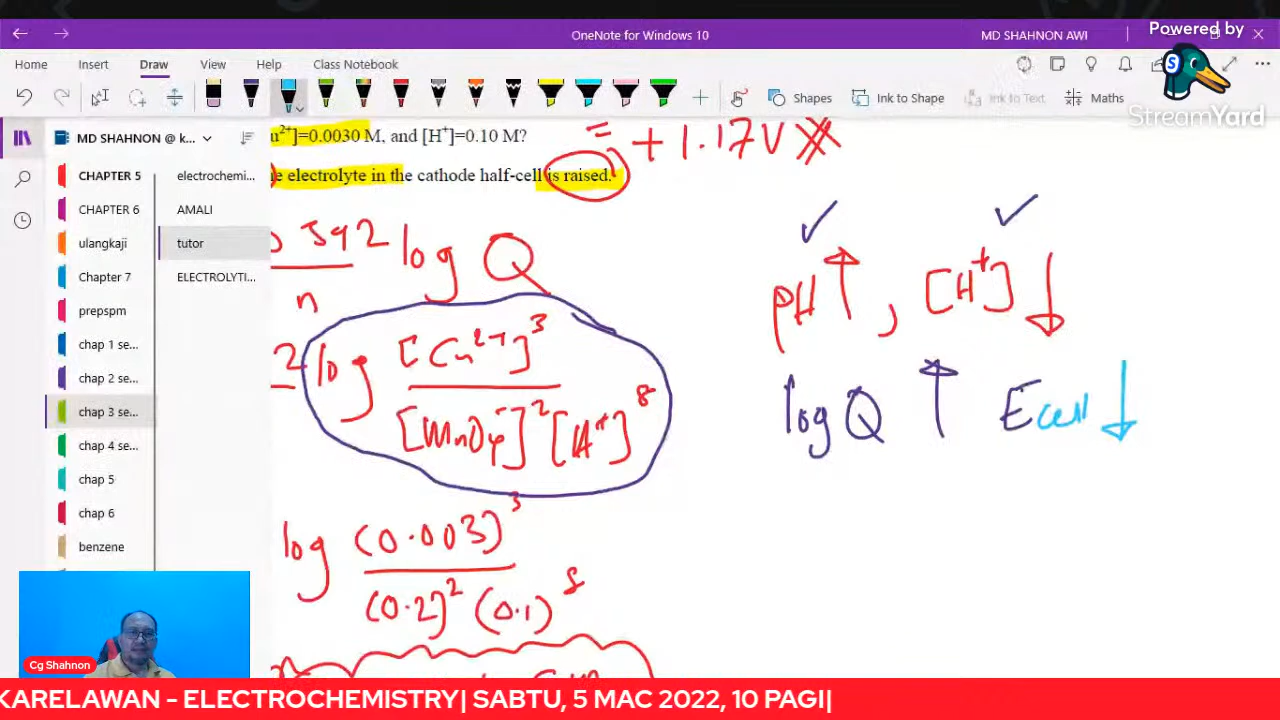 OneNote for Windows 10
MD SHAHNON AWI
Powered by
StreamYard
Home Insert Draw View Help Class Notebook
Shapes
Ink to Shape
Ink to Text
Maths
MD SHAHNON @ k...
CHAPTER 5
CHAPTER 6
ulangkaji
Chapter 7
prepspm
chap 1 se...
chap 2 se...
chap 3 se...
chap 4 se...
chap 5
chap 6
benzene
electrochemi...
AMALI
tutor
ELECTROLYTI...
u²⁺]=0.0030 M, and [H⁺]=0.10 M?
= + 1.17V
e electrolyte in the cathode half-cell is raised.
log Q
n
2 log [Cu²⁺]³
[MnO₄⁻]² [H⁺]⁸
log (0.003)³
(0.2)² (0.1)⁸
pH ↑ , [H⁺] ↓
log Q ↑ Ecell ↓
Cg Shahnon
KARELAWAN - ELECTROCHEMISTRY| SABTU, 5 MAC 2022, 10 PAGI|